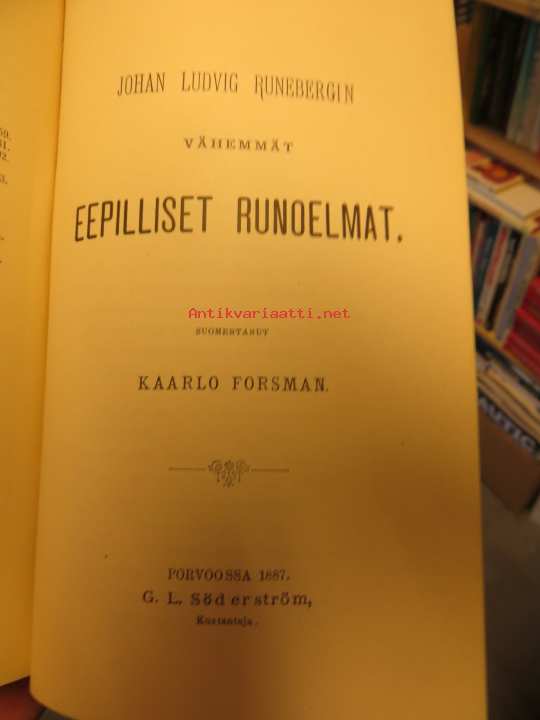 JOHAN LUDVIG RUNEBERGIN
VÄHEMMÄT
EEPILLISET RUNOELMAT.
Antikvariaatti.net
SUOMENTANUT
KAARLO FORSMAN.
PORVOOSSA 1887.
G. L. Söderström,
Kustantaja.